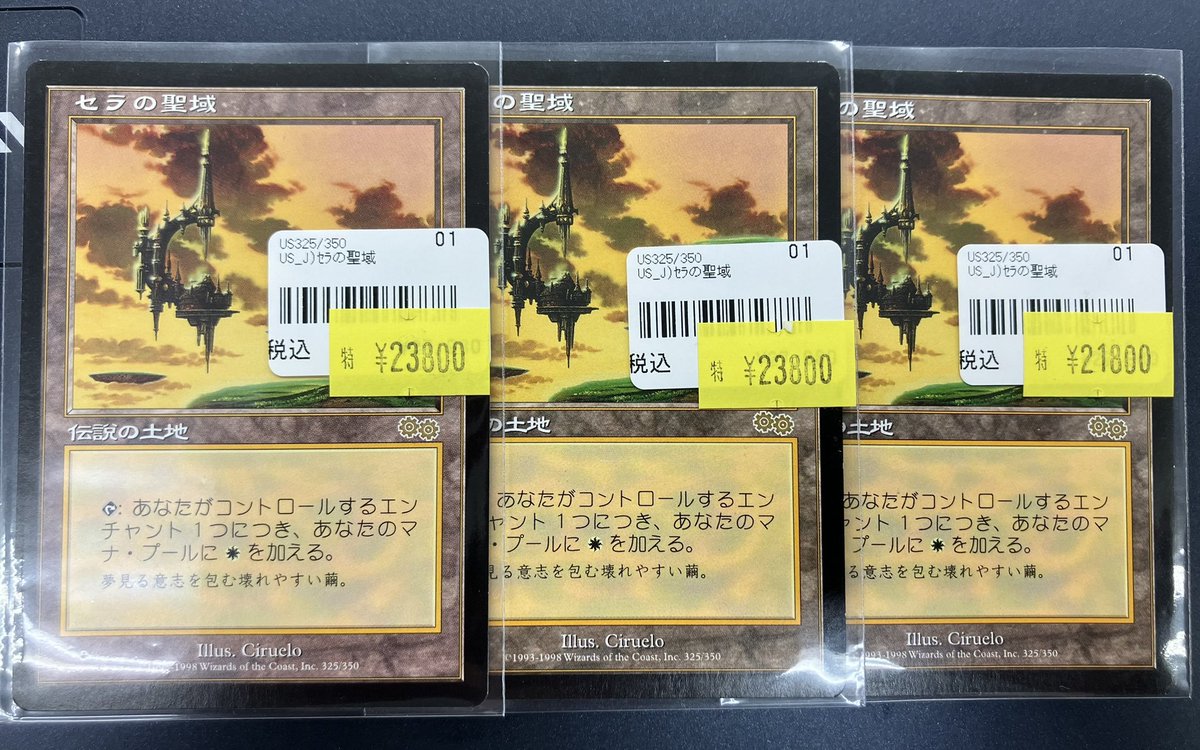 セラの聖域
US325/350
01
US_J)セラの聖域
税込
特 ¥23800
伝説の土地
: あなたがコントロールするエン
チャント 1つにつき、あなたのマ
ナ・プールに を加える。
夢見る意志を包む壊れやすい繭。
Illus. Ciruelo
-1998 Wizards of the Coast, Inc. 325/350
の聖域
US325/350
01
US_J)セラの聖域
税込
特 ¥23800
の土地
あなたがコントロールするエン
ャント 1つにつき、あなたのマ
・プールに を加える。
見る意志を包む壊れやすい繭。
Illus. Ciruelo
©1993-1998 Wizards of the Coast, Inc. 325/350
の聖域
US325/350
01
US_J)セラの聖域
税込
特 ¥21800
の土地
あなたがコントロールするエン
ャント 1つにつき、あなたのマ
プールに を加える。
る意志を包む壊れやすい繭。
Illus. Ciruelo
©1993-1998 Wizards of the Coast, Inc. 325/350